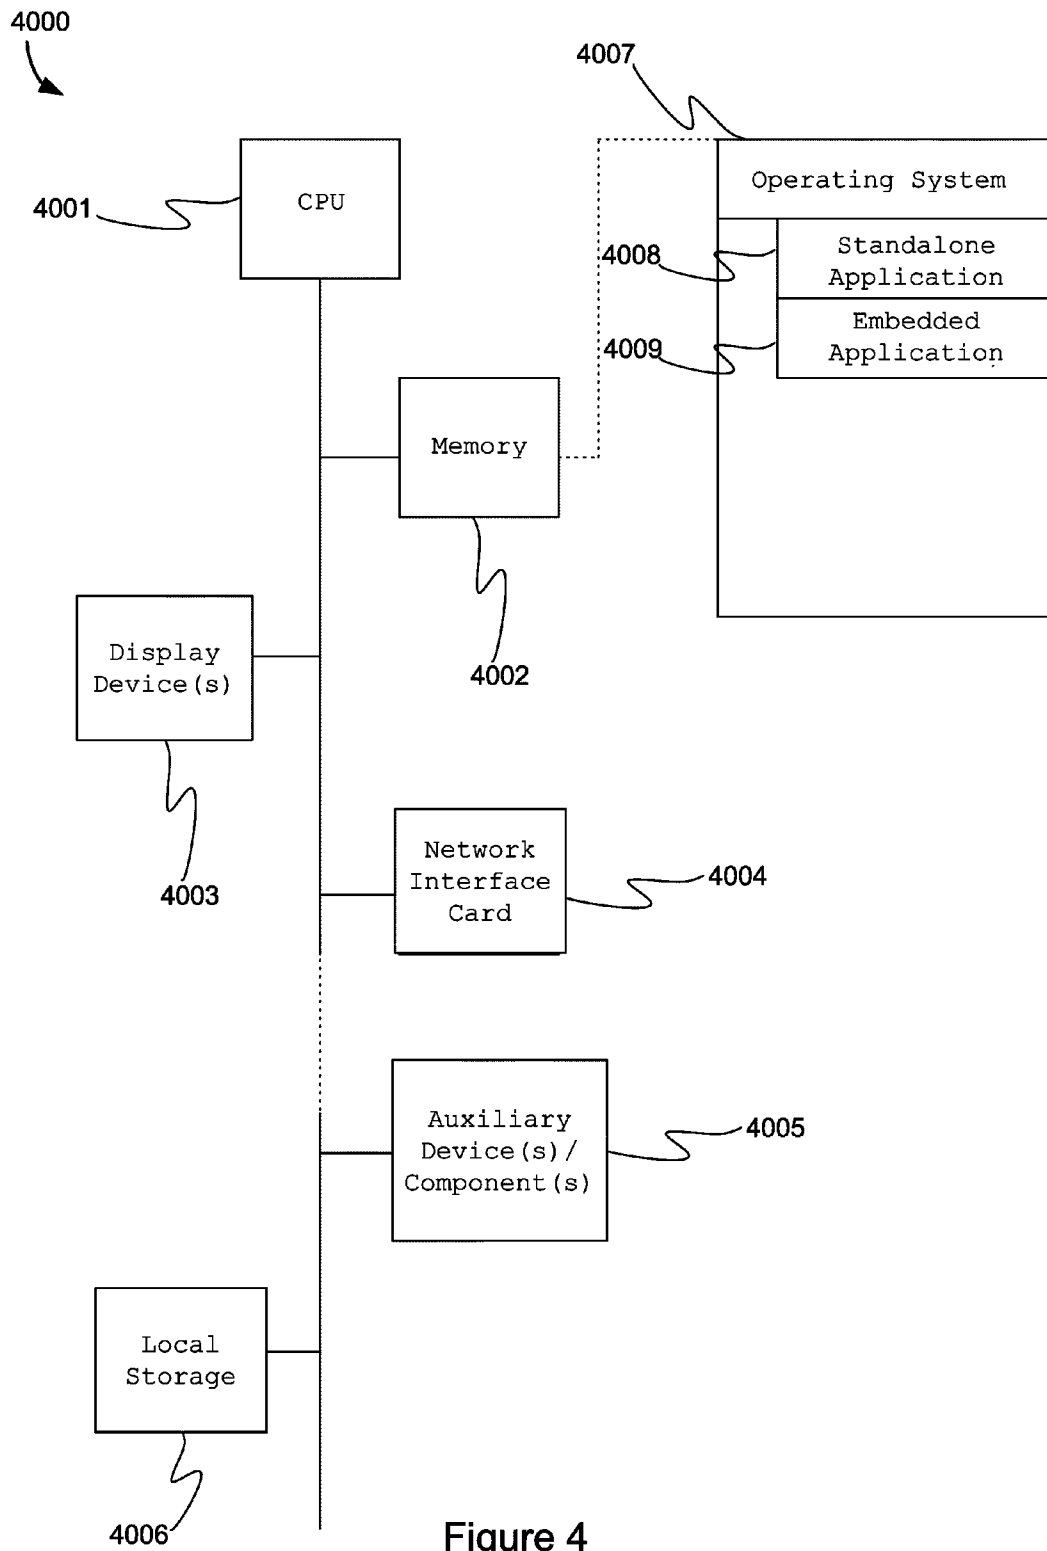 4000
4007
CPU
4001
Operating System
4008
Standalone
Application
4009
Embedded
Application
Memory
4002
Display
Device(s)
4003
Network
Interface
Card
4004
Auxiliary
Device(s)/
Component(s)
4005
Local
Storage
4006
Figure 4